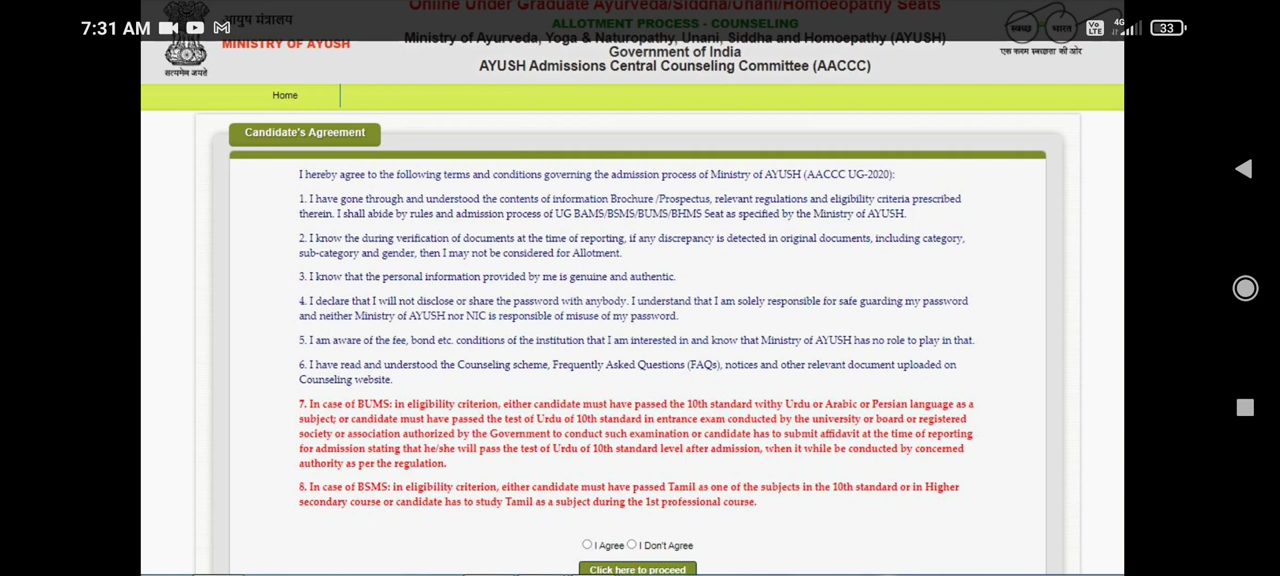 7:31 AM
4G
Vo
LTE
33
आयुष मंत्रालय
MINISTRY OF AYUSH
सत्यमेव जयते
Online Under Graduate Ayurveda/Siddha/Unani/Homoeopathy Seats
ALLOTMENT PROCESS - COUNSELING
Ministry of Ayurveda, Yoga & Naturopathy, Unani, Siddha and Homoepathy (AYUSH)
Government of India
AYUSH Admissions Central Counseling Committee (AACCC)
स्वच्छ भारत
एक कदम स्वच्छता की ओर
Home
Candidate's Agreement
I hereby agree to the following terms and conditions governing the admission process of Ministry of AYUSH (AACCC UG-2020):
1. I have gone through and understood the contents of information Brochure /Prospectus, relevant regulations and eligibility criteria prescribed
therein. I shall abide by rules and admission process of UG BAMS/BSMS/BUMS/BHMS Seat as specified by the Ministry of AYUSH.
2. I know the during verification of documents at the time of reporting, if any discrepancy is detected in original documents, including category,
sub-category and gender, then I may not be considered for Allotment.
3. I know that the personal information provided by me is genuine and authentic.
4. I declare that I will not disclose or share the password with anybody. I understand that I am solely responsible for safe guarding my password
and neither Ministry of AYUSH nor NIC is responsible of misuse of my password.
5. I am aware of the fee, bond etc. conditions of the institution that I am interested in and know that Ministry of AYUSH has no role to play in that.
6. I have read and understood the Counseling scheme, Frequently Asked Questions (FAQs), notices and other relevant document uploaded on
Counseling website.
7. In case of BUMS: in eligibility criterion, either candidate must have passed the 10th standard withy Urdu or Arabic or Persian language as a
subject; or candidate must have passed the test of Urdu of 10th standard in entrance exam conducted by the university or board or registered
society or association authorized by the Government to conduct such examination or candidate has to submit affidavit at the time of reporting
for admission stating that he/she will pass the test of Urdu of 10th standard level after admission, when it while be conducted by concerned
authority as per the regulation.
8. In case of BSMS: in eligibility criterion, either candidate must have passed Tamil as one of the subjects in the 10th standard or in Higher
secondary course or candidate has to study Tamil as a subject during the 1st professional course.
I Agree I Don't Agree
Click here to proceed